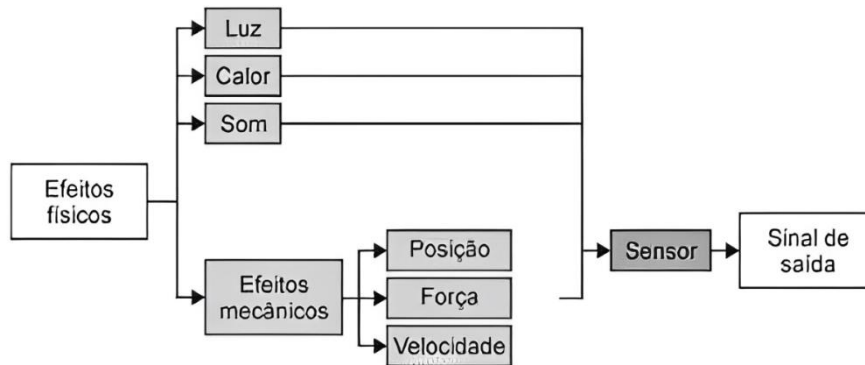 Luz
Calor
Som
Efeitos
físicos
Efeitos
mecânicos
Posição
Força
Velocidade
Sensor
Sinal de
saída